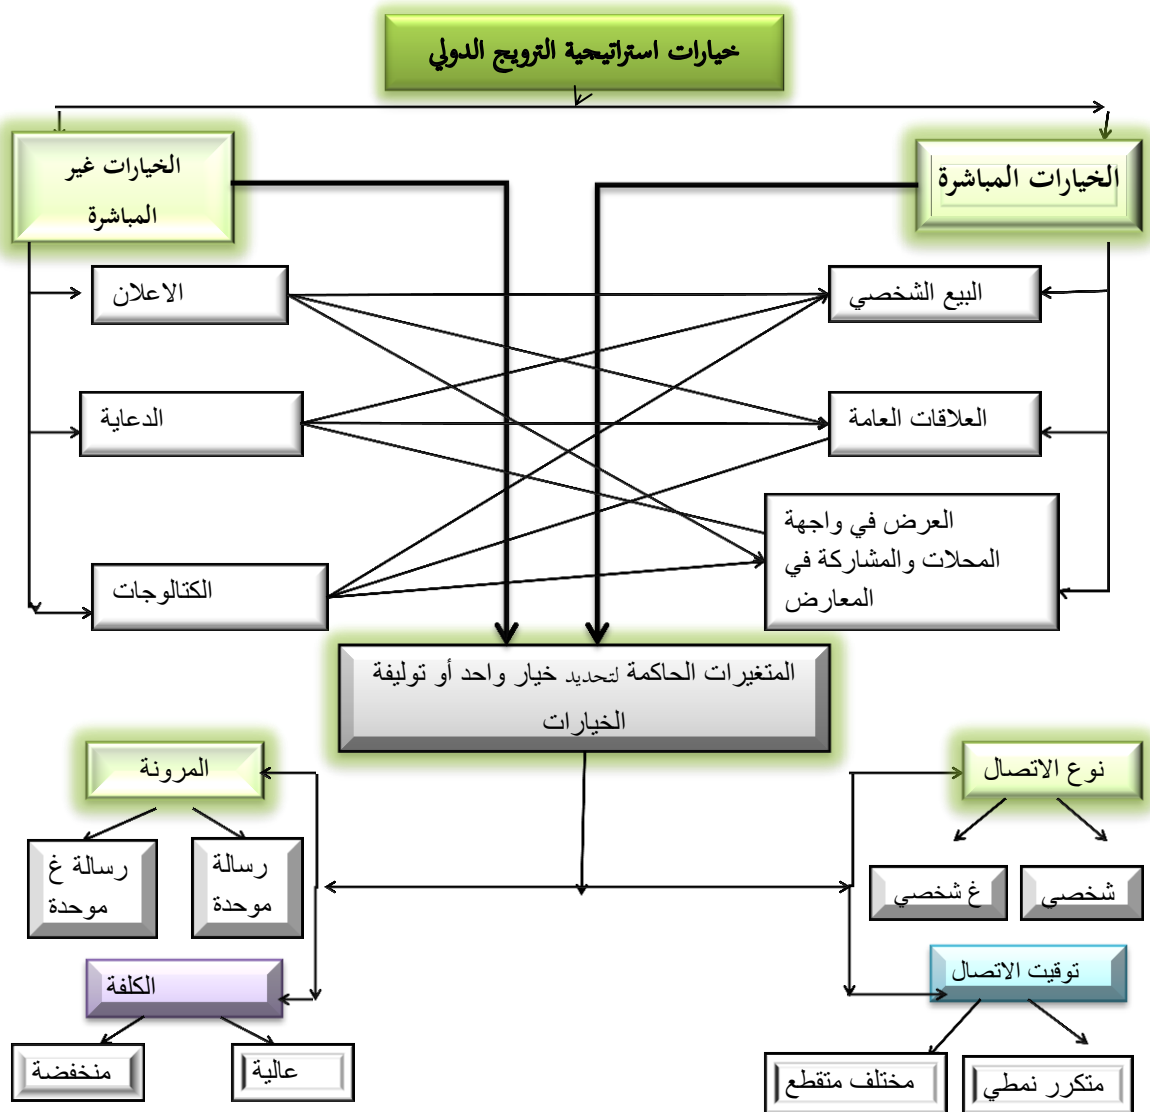 خيارات استراتيجية الترويج الدولي
الخيارات المباشرة
الخيارات غير
المباشرة
البيع الشخصي
الاعلان
العلاقات العامة
الدعاية
العرض في واجهة
المحلات والمشاركة في
المعارض
الكتالوجات
المتغيرات الحاكمة لتحديد خيار واحد أو توليفة
الخيارات
نوع الاتصال
المرونة
شخصي
غ شخصي
رسالة
موحدة
رسالة غ
موحدة
توقيت الاتصال
الكلفة
متكرر نمطي
مختلف متقطع
عالية
منخفضة